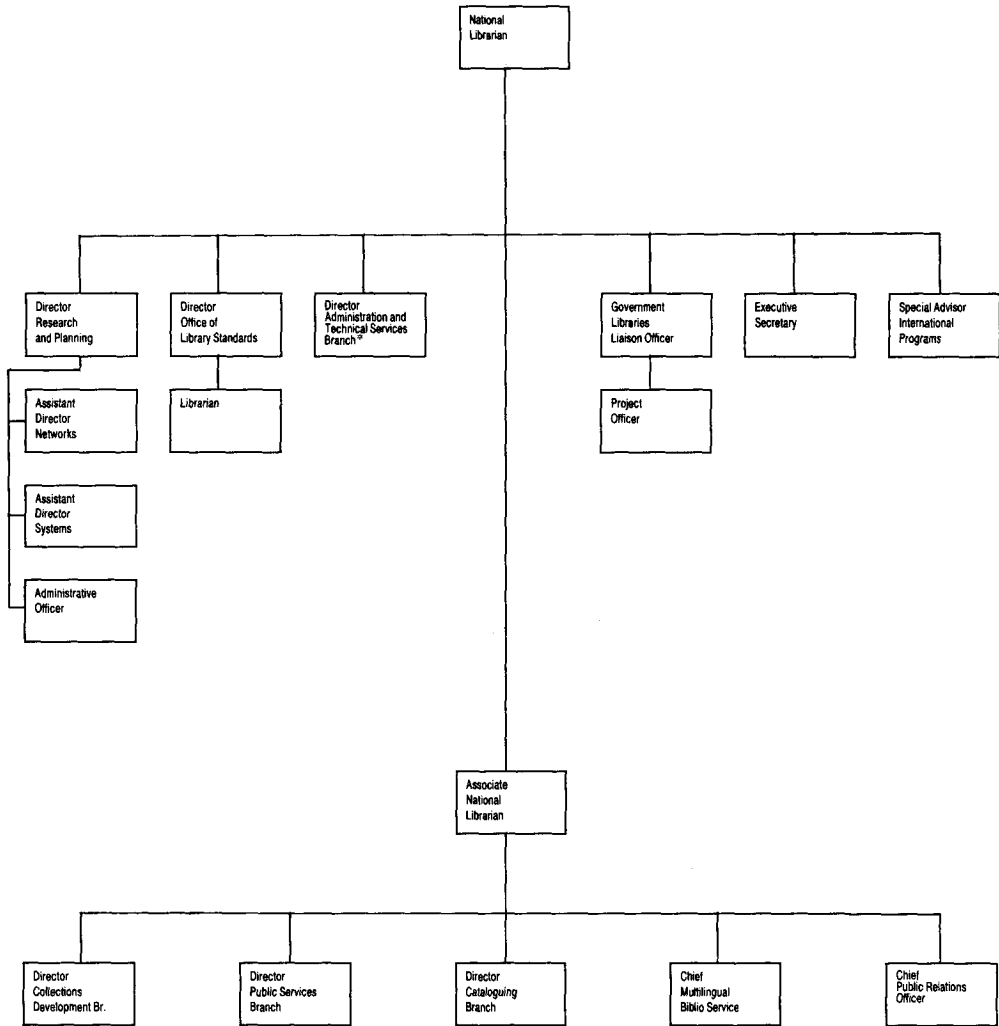 National
Librarian
Director
Research
and Planning
Director
Office of
Library Standards
Director
Administration and
Technical Services
Branch*
Government
Libraries
Liaison Officer
Executive
Secretary
Special Advisor
International
Programs
Assistant
Director
Networks
Librarian
Project
Officer
Assistant
Director
Systems
Administrative
Officer
Associate
National
Librarian
Director
Collections
Development Br.
Director
Public Services
Branch
Director
Cataloguing
Branch
Chief
Multilingual
Biblio Service
Chief
Public Relations
Officer